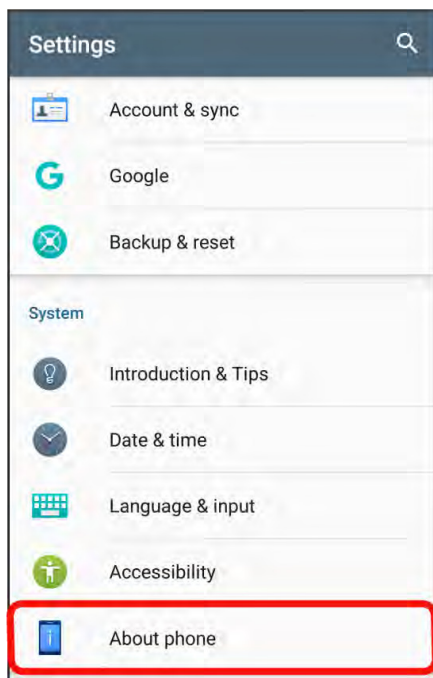 Settings
Account & sync
Google
Backup & reset
System
Introduction & Tips
Date & time
Language & input
Accessibility
About phone